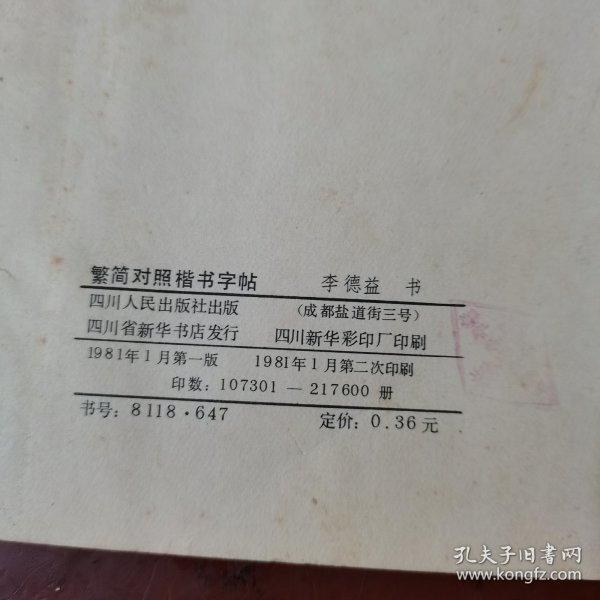 繁简对照楷书字帖 李德益 书
四川人民出版社出版 (成都盐道街三号)
四川省新华书店发行 四川新华彩印厂印刷
1981年1月第一版 1981年1月第二次印刷
印数: 107301 — 217600 册
书号: 8118·647 定价: 0.36元
孔夫子旧书网
www.kongfz.com